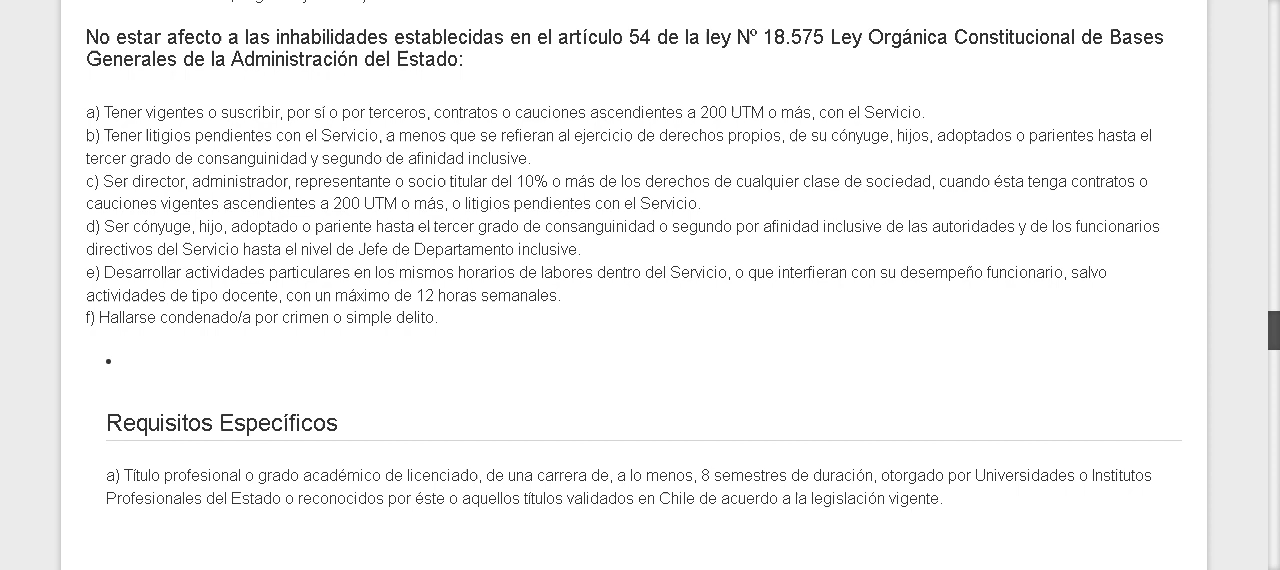 No estar afecto a las inhabilidades establecidas en el artículo 54 de la ley Nº 18.575 Ley Orgánica Constitucional de Bases
Generales de la Administración del Estado:
a) Tener vigentes o suscribir, por sí o por terceros, contratos o cauciones ascendientes a 200 UTM o más, con el Servicio.
b) Tener litigios pendientes con el Servicio, a menos que se refieran al ejercicio de derechos propios, de su cónyuge, hijos, adoptados o parientes hasta el
tercer grado de consanguinidad y segundo de afinidad inclusive.
c) Ser director, administrador, representante o socio titular del 10% o más de los derechos de cualquier clase de sociedad, cuando ésta tenga contratos o
cauciones vigentes ascendientes a 200 UTM o más, o litigios pendientes con el Servicio.
d) Ser cónyuge, hijo, adoptado o pariente hasta el tercer grado de consanguinidad o segundo por afinidad inclusive de las autoridades y de los funcionarios
directivos del Servicio hasta el nivel de Jefe de Departamento inclusive.
e) Desarrollar actividades particulares en los mismos horarios de labores dentro del Servicio, o que interfieran con su desempeño funcionario, salvo
actividades de tipo docente, con un máximo de 12 horas semanales.
f) Hallarse condenado/a por crimen o simple delito.
Requisitos Específicos
a) Título profesional o grado académico de licenciado, de una carrera de, a lo menos, 8 semestres de duración, otorgado por Universidades o Institutos
Profesionales del Estado o reconocidos por éste o aquellos títulos validados en Chile de acuerdo a la legislación vigente.